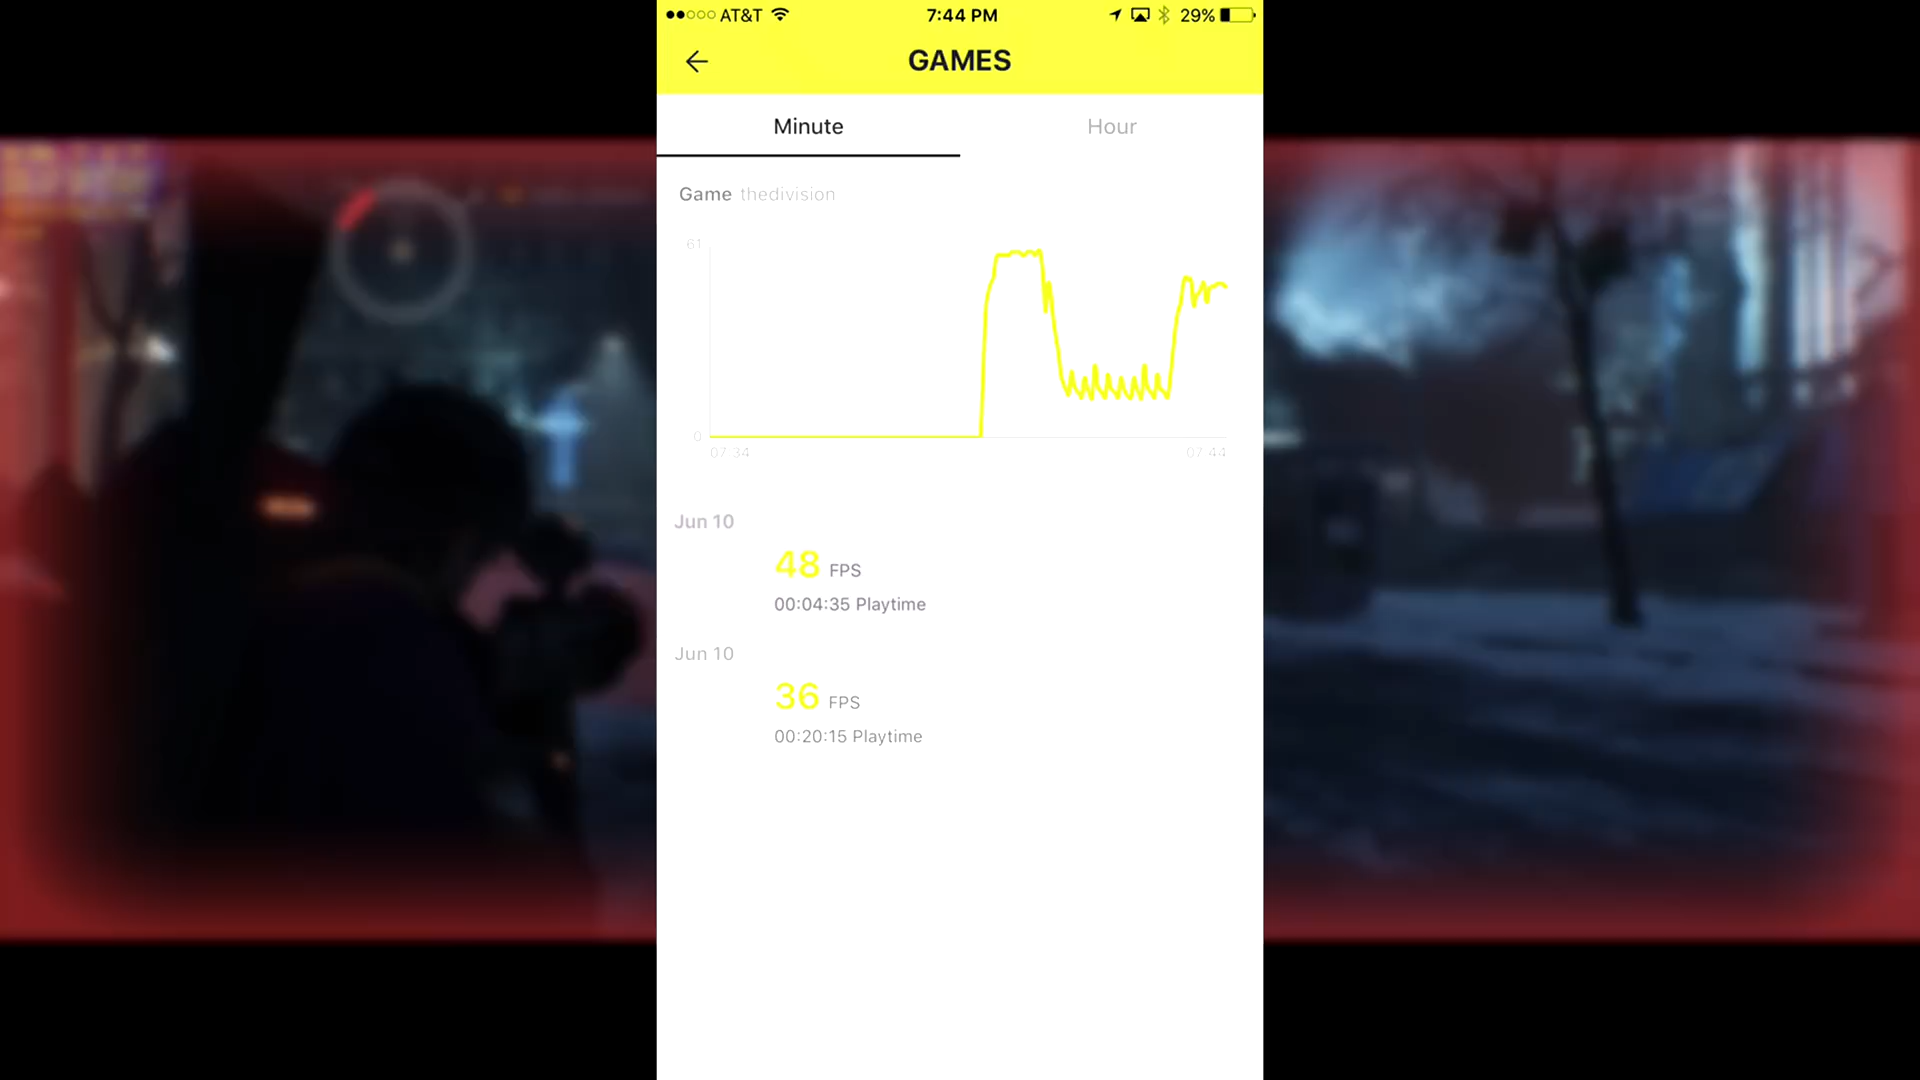 AT&T 7:44 PM 29%
GAMES
Minute Hour
Game thedivision
61
0
07:34 07:44
Jun 10
48 FPS
00:04:35 Playtime
Jun 10
36 FPS
00:20:15 Playtime